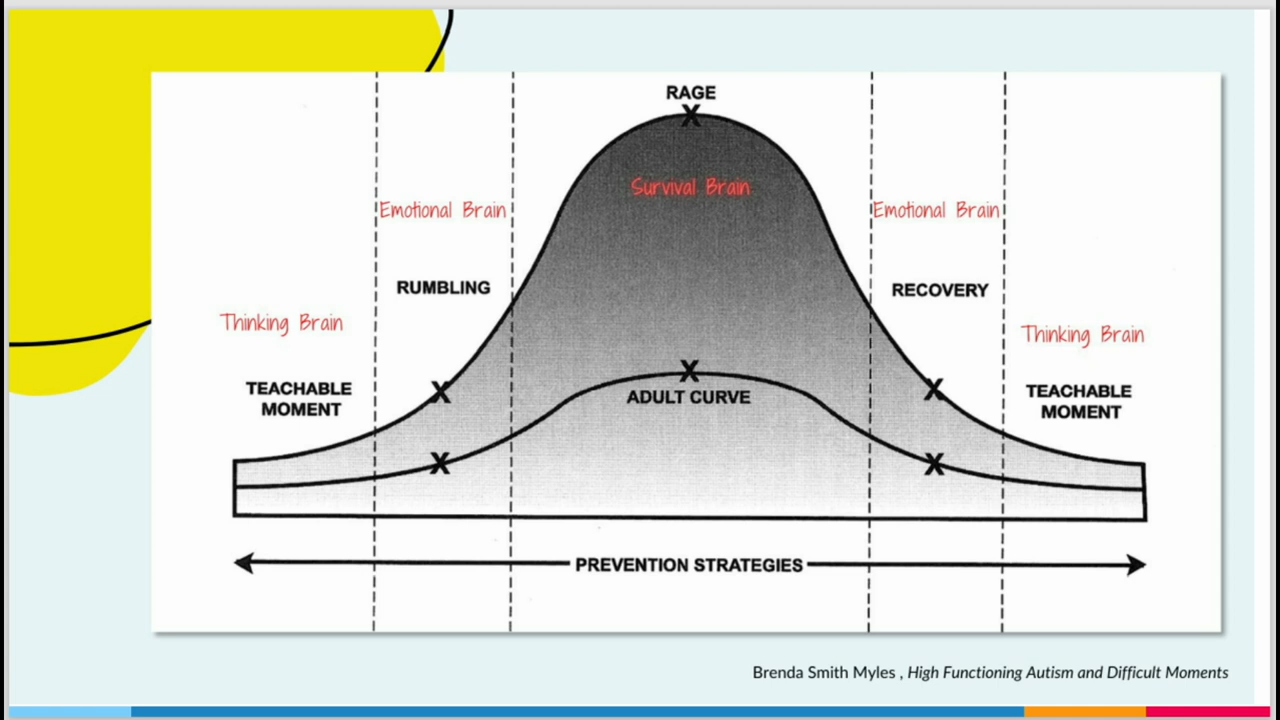 RAGE
X
Survival Brain
Emotional Brain
Emotional Brain
RUMBLING
RECOVERY
Thinking Brain
Thinking Brain
TEACHABLE
MOMENT
X
X
X
ADULT CURVE
TEACHABLE
MOMENT
X
X
PREVENTION STRATEGIES
Brenda Smith Myles , High Functioning Autism and Difficult Moments